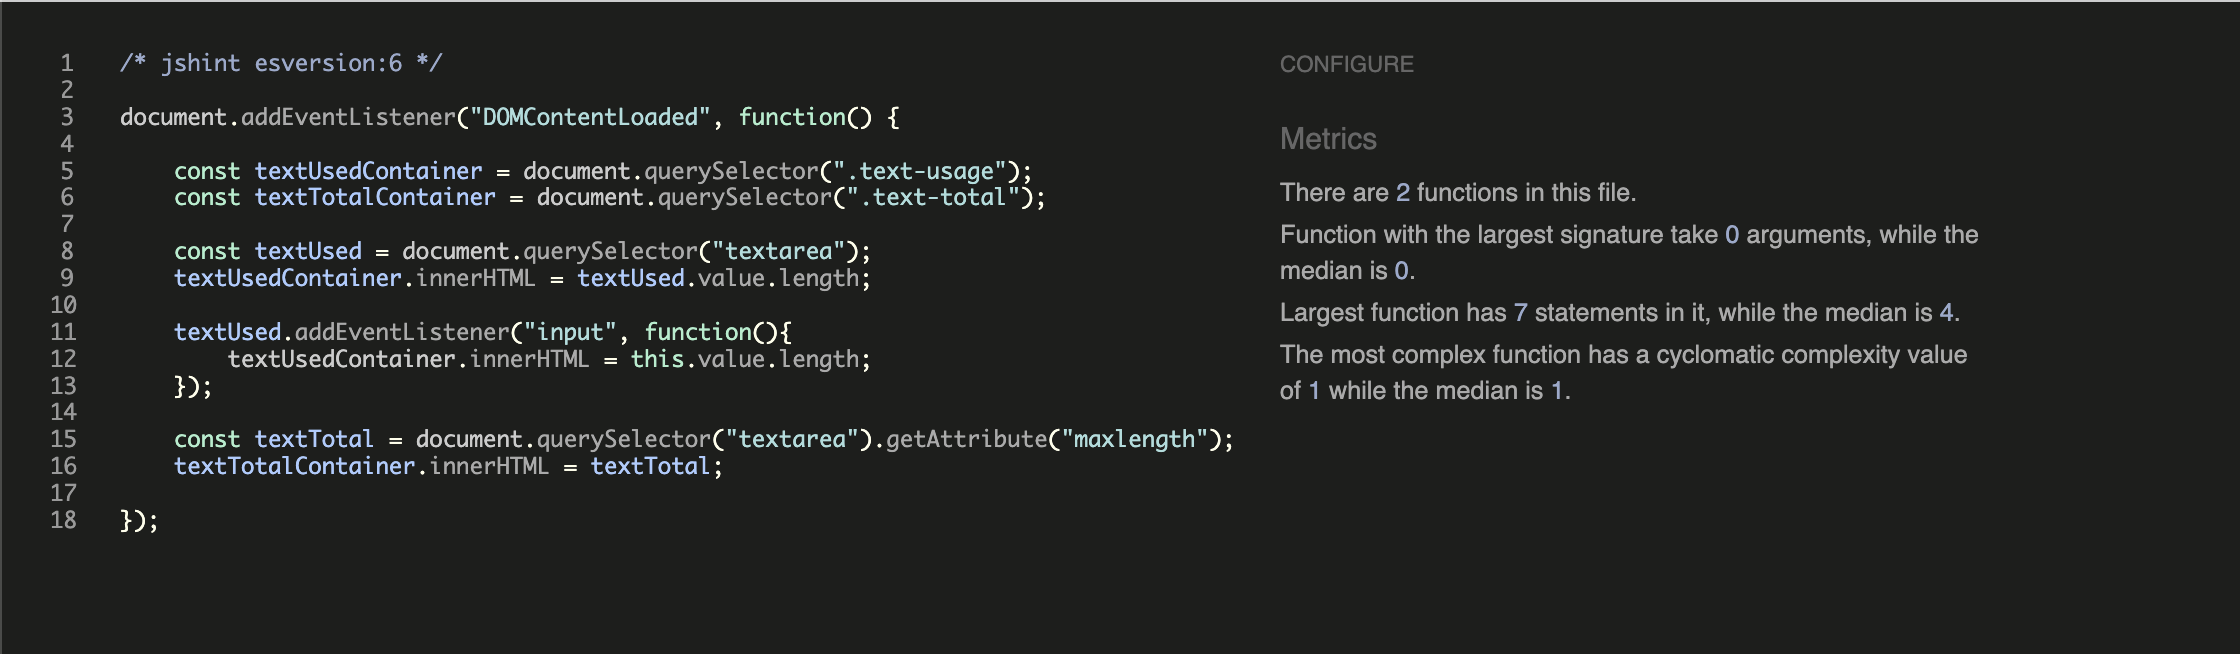 1 /* jshint esversion:6 */
2
3 document.addEventListener("DOMContentLoaded", function() {
4
5     const textUsedContainer = document.querySelector(".text-usage");
6     const textTotalContainer = document.querySelector(".text-total");
7
8     const textUsed = document.querySelector("textarea");
9     textUsedContainer.innerHTML = textUsed.value.length;
10
11     textUsed.addEventListener("input", function(){
12         textUsedContainer.innerHTML = this.value.length;
13     });
14
15     const textTotal = document.querySelector("textarea").getAttribute("maxlength");
16     textTotalContainer.innerHTML = textTotal;
17
18 });
CONFIGURE
Metrics
There are 2 functions in this file.
Function with the largest signature take 0 arguments, while the
median is 0.
Largest function has 7 statements in it, while the median is 4.
The most complex function has a cyclomatic complexity value
of 1 while the median is 1.